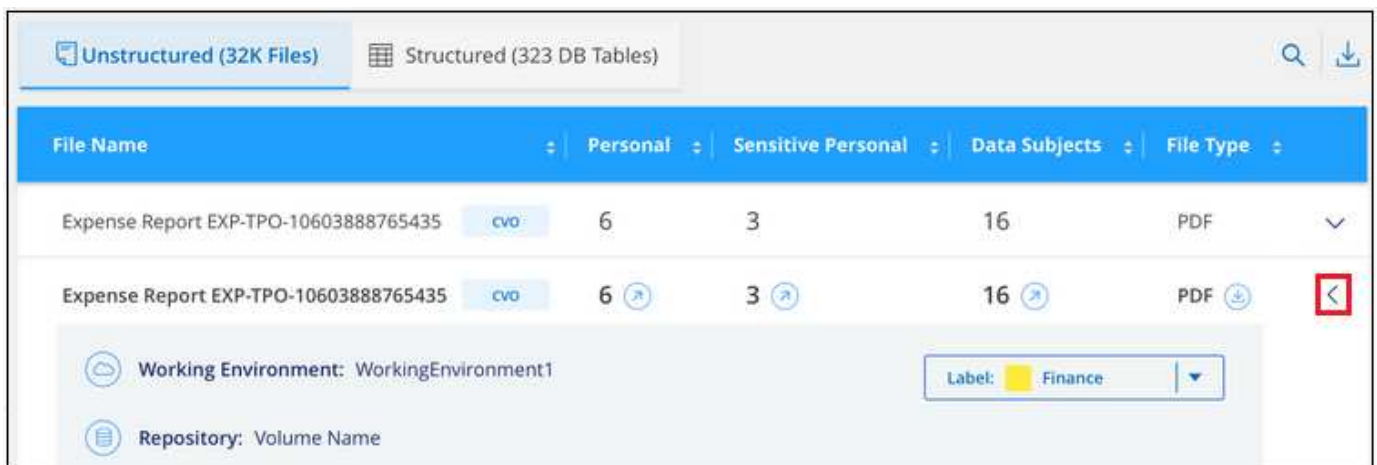 Unstructured (32K Files) Structured (323 DB Tables)
File Name Personal Sensitive Personal Data Subjects File Type
Expense Report EXP-TPO-10603888765435 CVO 6 3 16 PDF
Expense Report EXP-TPO-10603888765435 CVO 6 3 16 PDF
Working Environment: WorkingEnvironment1 Label: Finance
Repository: Volume Name